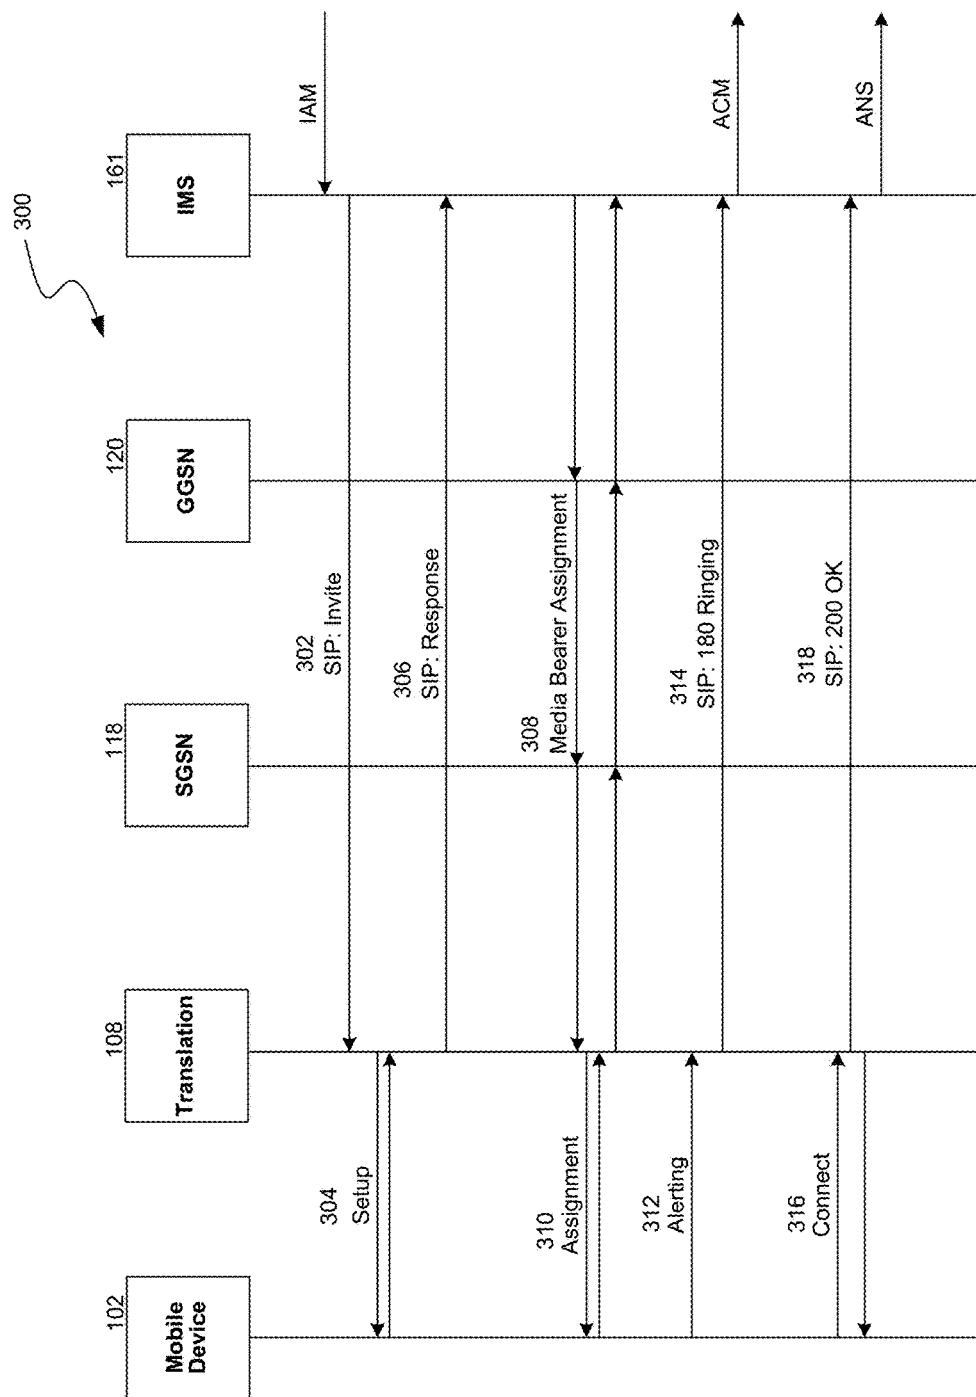 300
102
Mobile
Device
108
Translation
118
SGSN
120
GGSN
161
IMS
IAM
302
SIP: Invite
304
Setup
306
SIP: Response
308
Media Bearer Assignment
310
Assignment
312
Alerting
314
SIP: 180 Ringing
ACM
316
Connect
318
SIP: 200 OK
ANS